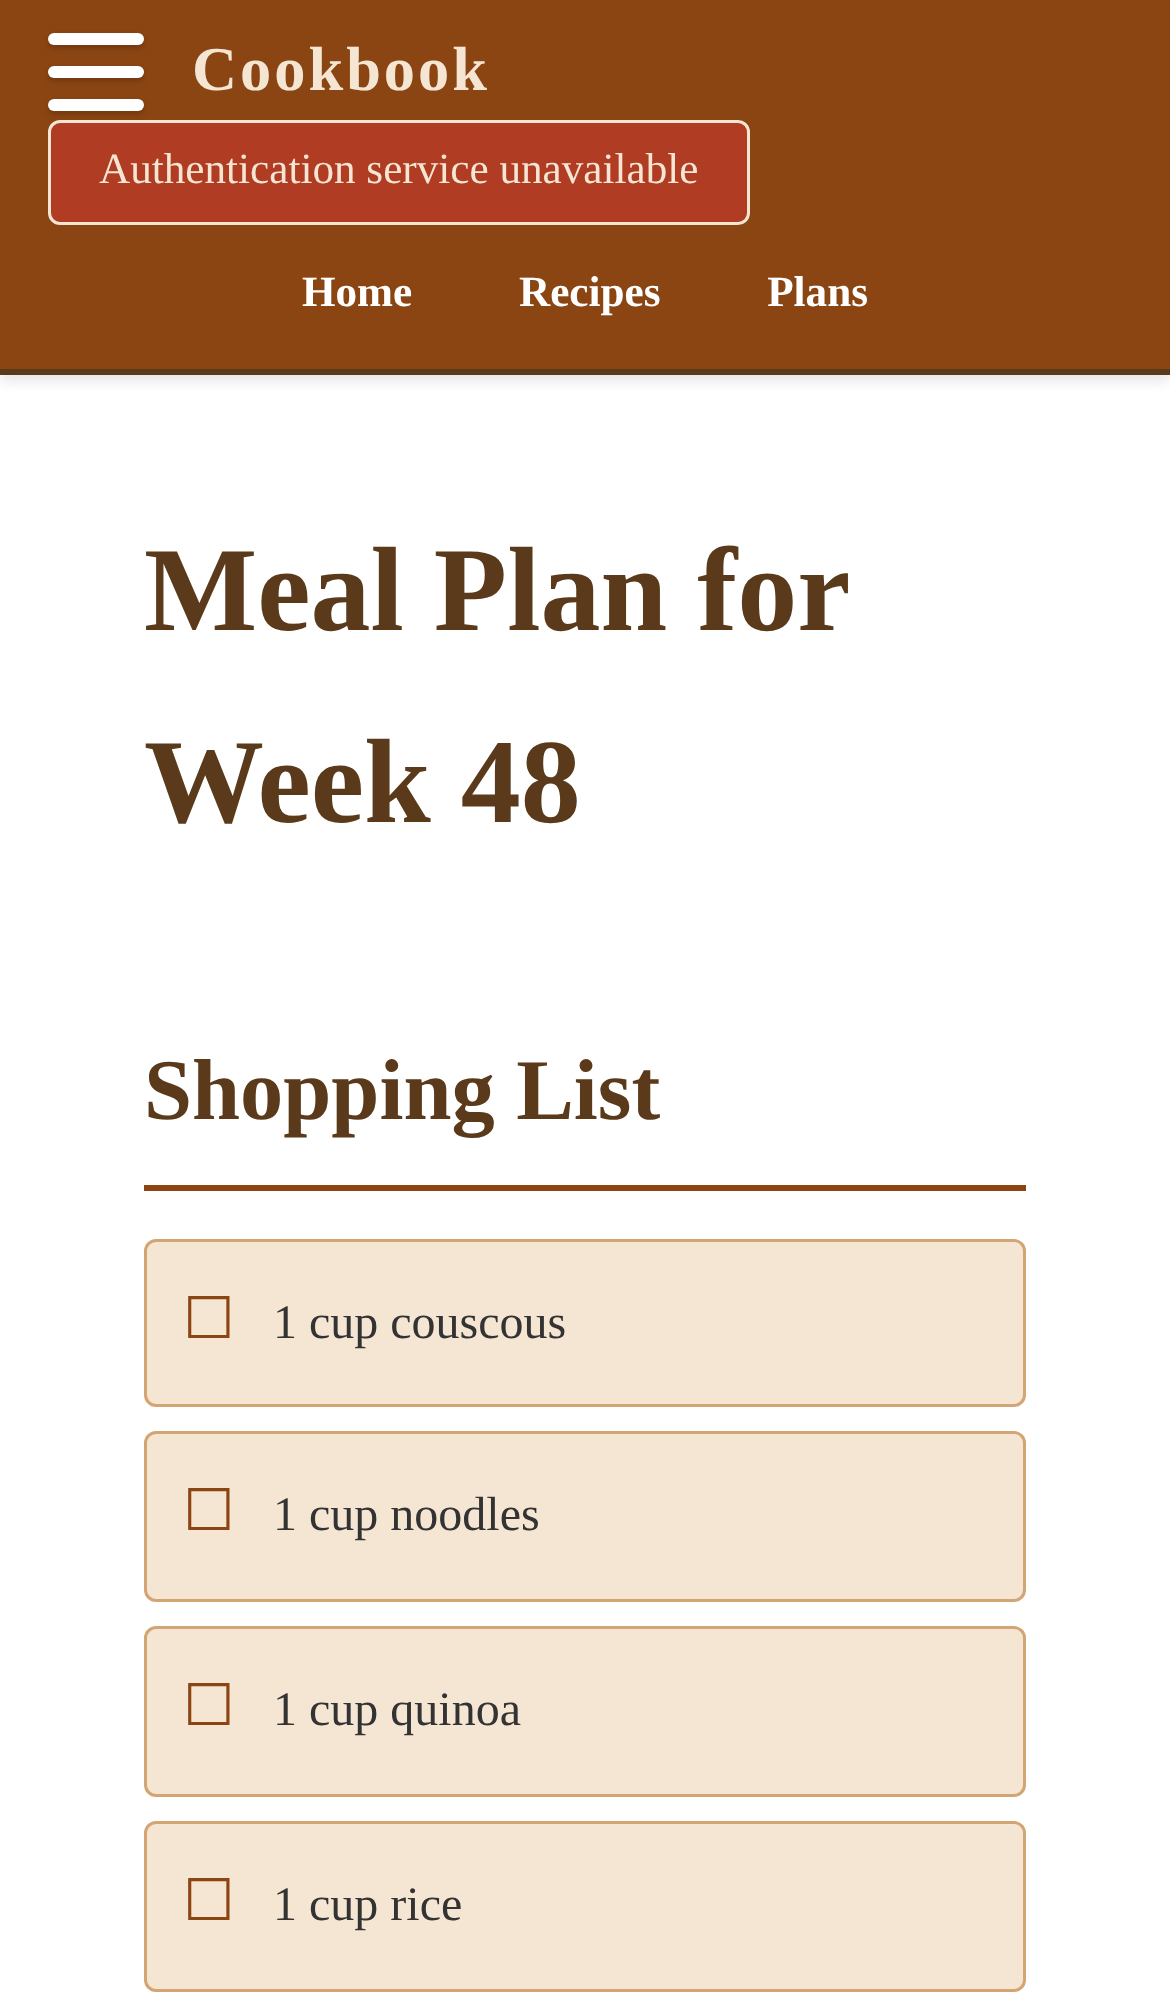 Cookbook
Authentication service unavailable
Home Recipes Plans
Meal Plan for
Week 48
Shopping List
1 cup couscous
1 cup noodles
1 cup quinoa
1 cup rice